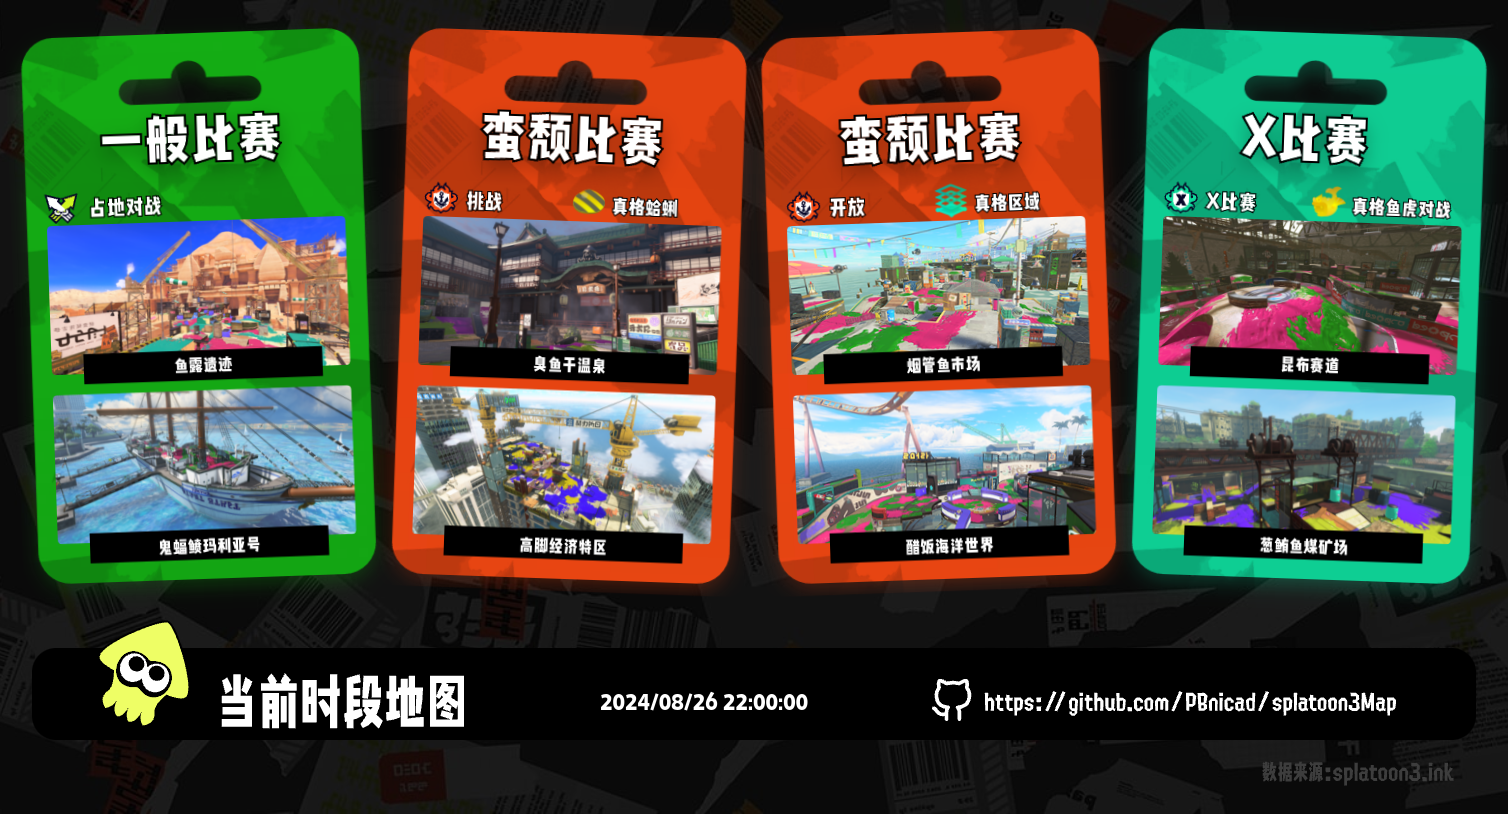 一般比赛
占地对战
鱼露遗迹
鬼蝠鲼玛利亚号
蛮颓比赛
挑战
真格蛤蜊
臭鱼干温泉
高脚经济特区
蛮颓比赛
开放
真格区域
烟管鱼市场
醋饭海洋世界
X比赛
X比赛
真格鱼虎对战
昆布赛道
葱鲔鱼煤矿场
当前时段地图
2024/08/26 22:00:00
https://github.com/PBnicad/splatoon3Map
数据来源:splatoon3.ink